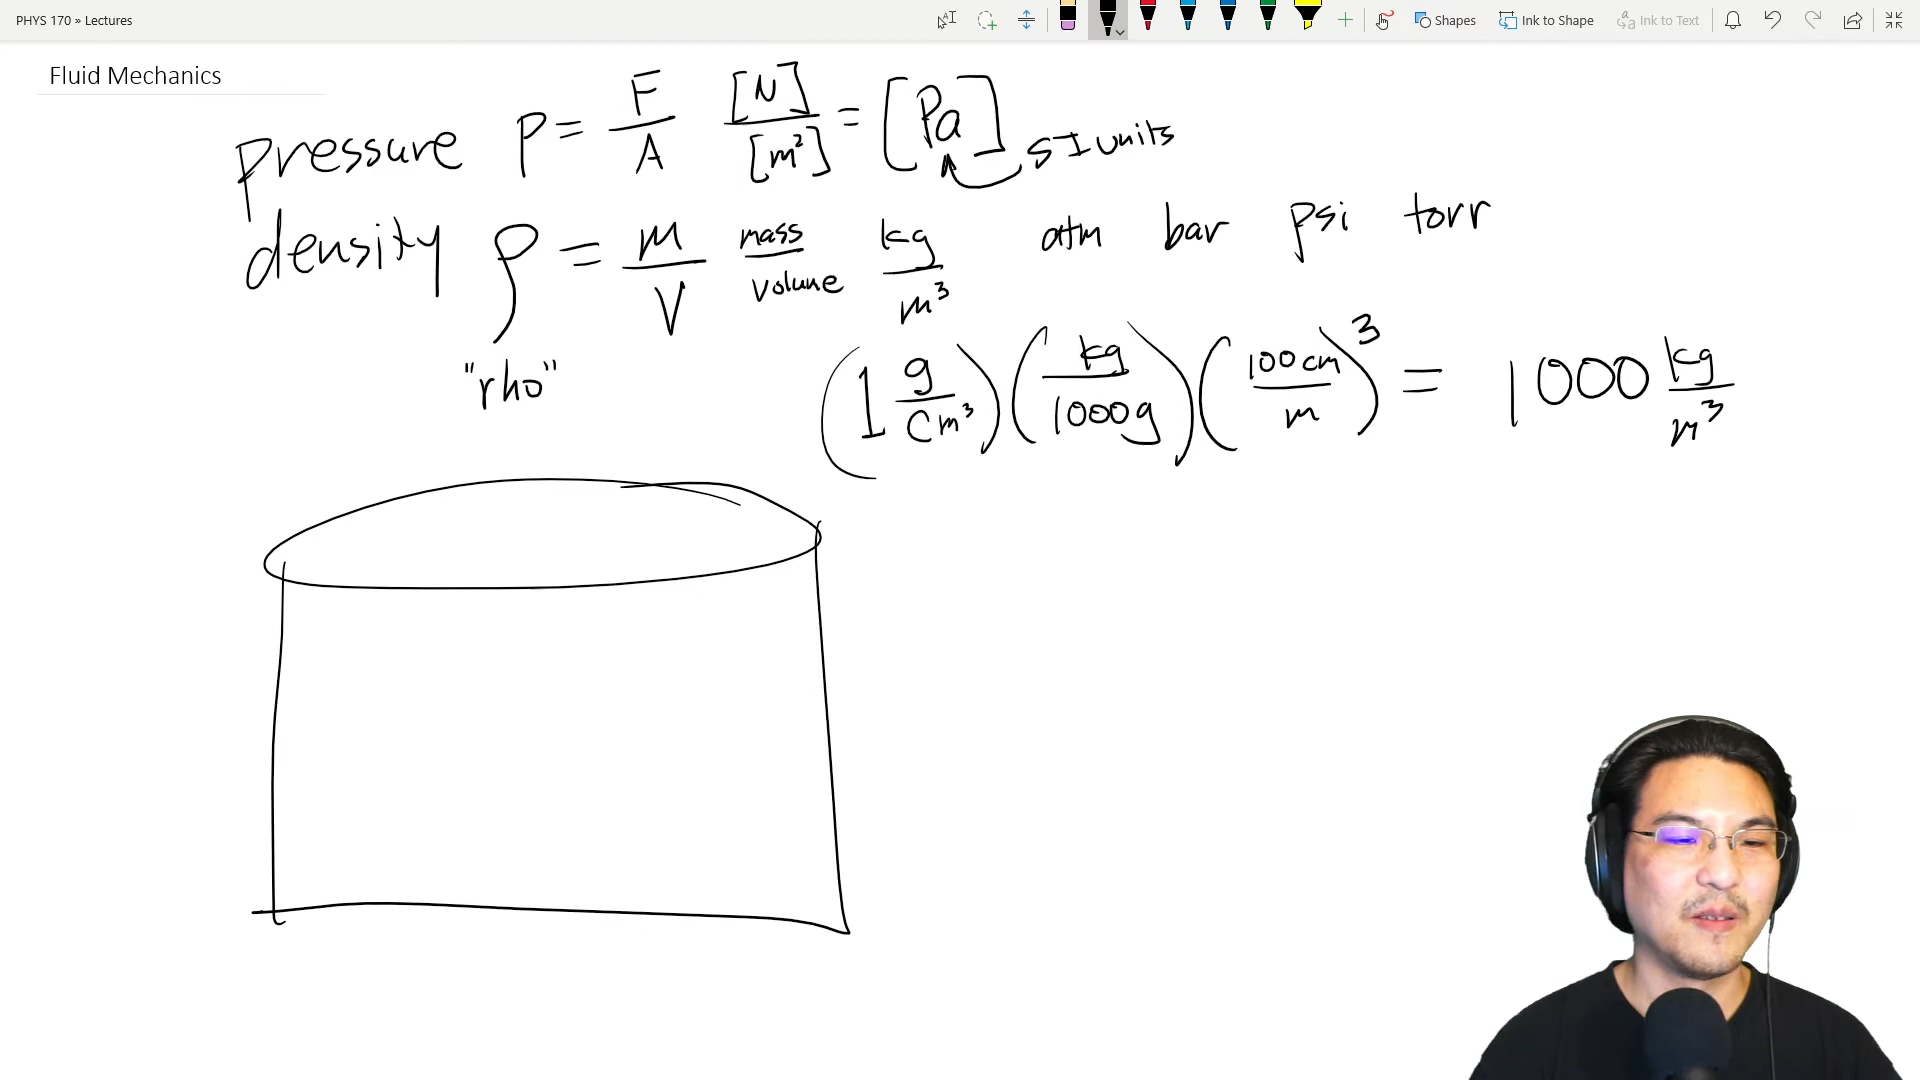 PHYS 170 » Lectures
Shapes Ink to Shape Ink to Text
Fluid Mechanics
pressure P = F/A [N]/[m²] = [Pa] SI units
density ρ = m/V mass/volume kg/m³ atm bar psi torr
"rho"
(1 g/cm³)(kg/1000g)(100cm/m)³ = 1000 kg/m³